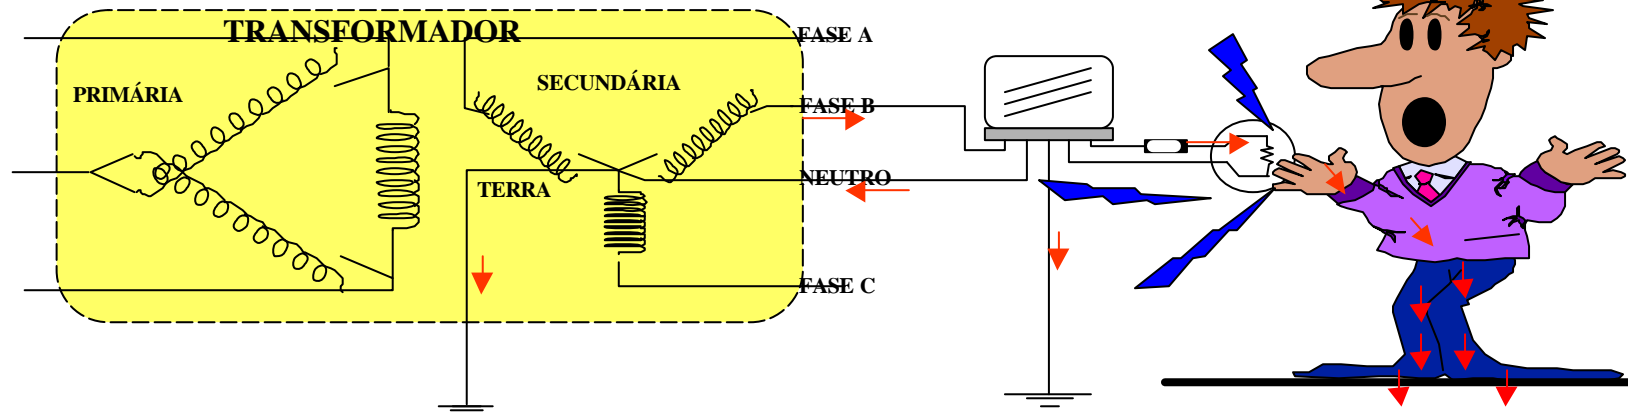 TRANSFORMADOR
FASE A
PRIMÁRIA
SECUNDÁRIA
FASE B
TERRA
NEUTRO
FASE C